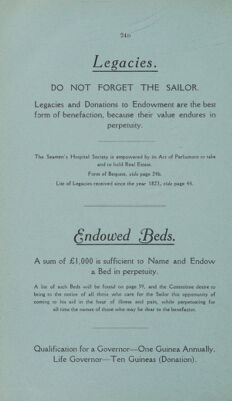 24b
Legacies.
DO NOT FORGET THE SAILOR.
Legacies and Donations to Endowment are the best
form of benefaction, because their value endures in
perpetuity.
The Seamen's Hospital Society is empowered by its Act of Parliament to take
and to hold Real Estate.
Form of Bequest, vide page 24b.
List of Legacies received since the year 1823, vide page 44.
Endowed Beds.
A sum of £1,000 is sufficient to Name and Endow
a Bed in perpetuity.
A list of such Beds will be found on page 39, and the Committee desire to
bring to the notice of all those who care for the Sailor this opportunity of
coming to his aid in the hour of illness and pain, while perpetuating for
all time the names of those who may be dear to the benefactor.
Qualification for a Governor—One Guinea Annually.
Life Governor—Ten Guineas (Donation).